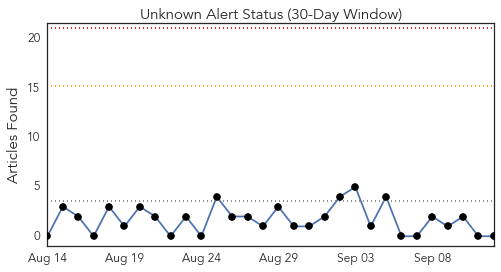 Unknown Alert Status (30-Day Window)
20
15
10
5
0
Articles Found
Aug 14 Aug 19 Aug 24 Aug 29 Sep 03 Sep 08